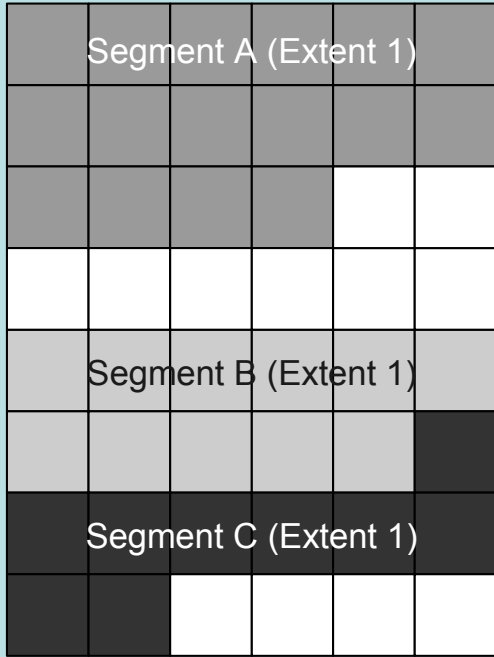 Segment A (Extent 1)
Segment B (Extent 1)
Segment C (Extent 1)